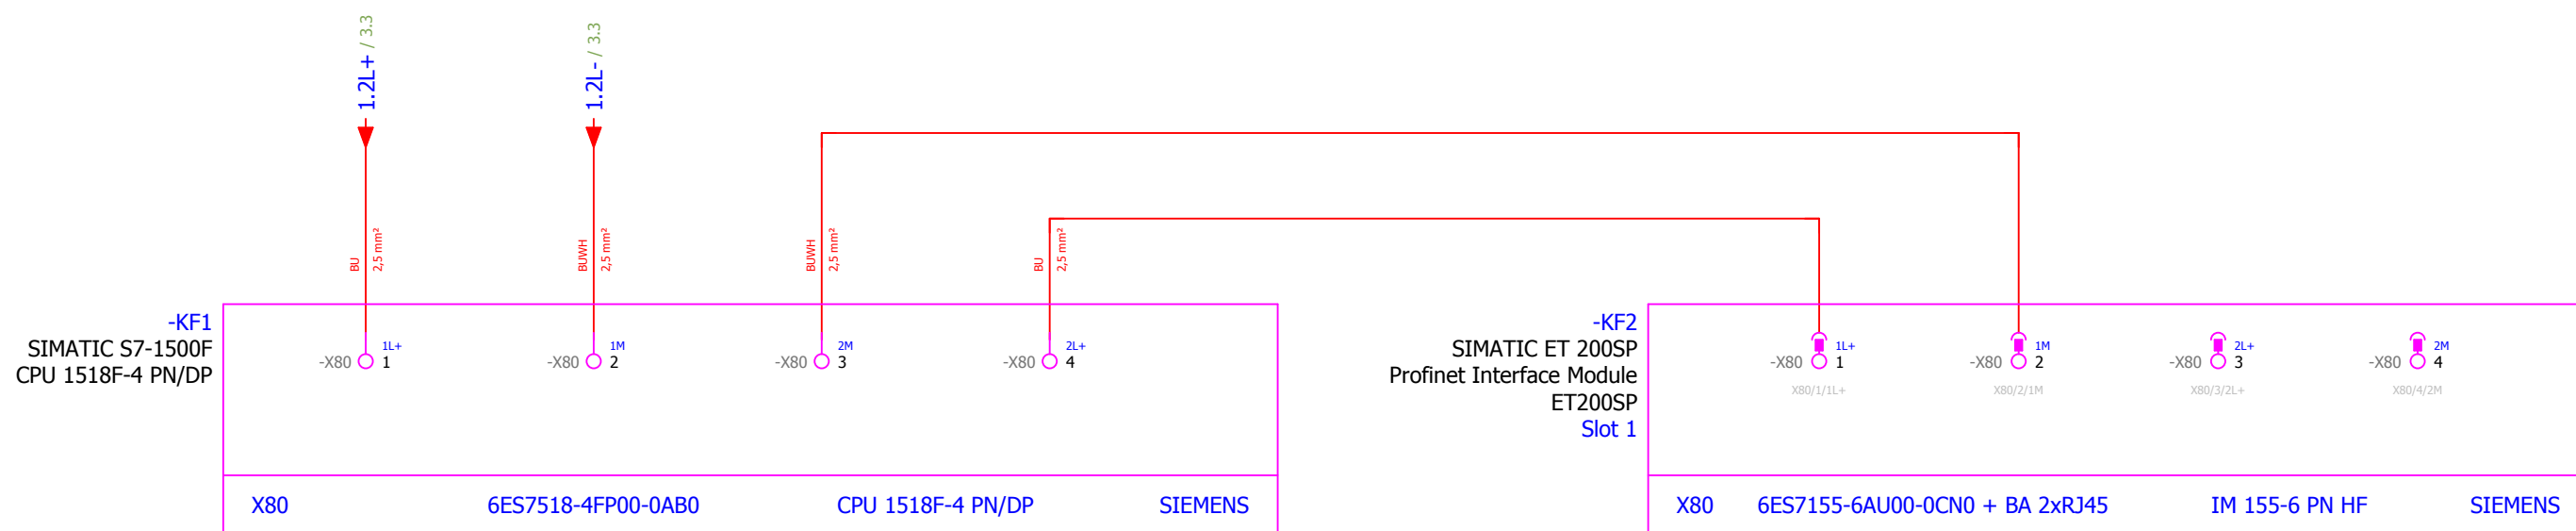 1.2L+ / 3.3
1.2L- / 3.3
BU
2,5 mm²
BUWH
2,5 mm²
BUWH
2,5 mm²
BU
2,5 mm²
-KF1
SIMATIC S7-1500F
CPU 1518F-4 PN/DP
-X80 1 1L+
-X80 2 1M
-X80 3 2M
-X80 4 2L+
X80 6ES7518-4FP00-0AB0 CPU 1518F-4 PN/DP SIEMENS
-KF2
SIMATIC ET 200SP
Profinet Interface Module
ET200SP
Slot 1
-X80 1 1L+
X80/1/1L+
-X80 2 1M
X80/2/1M
-X80 3 2L+
X80/3/2L+
-X80 4 2M
X80/4/2M
X80 6ES7155-6AU00-0CN0 + BA 2xRJ45 IM 155-6 PN HF SIEMENS